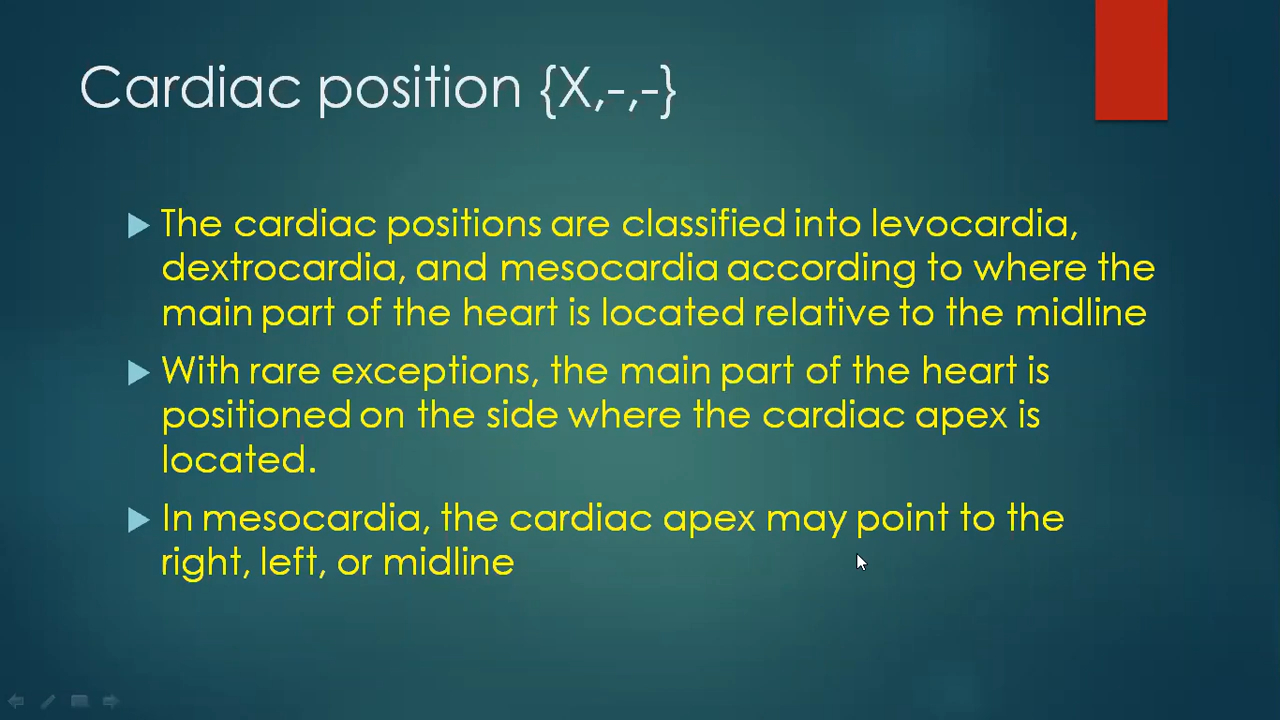 Cardiac position {X,-,-}
The cardiac positions are classified into levocardia,
dextrocardia, and mesocardia according to where the
main part of the heart is located relative to the midline
With rare exceptions, the main part of the heart is
positioned on the side where the cardiac apex is
located.
In mesocardia, the cardiac apex may point to the
right, left, or midline